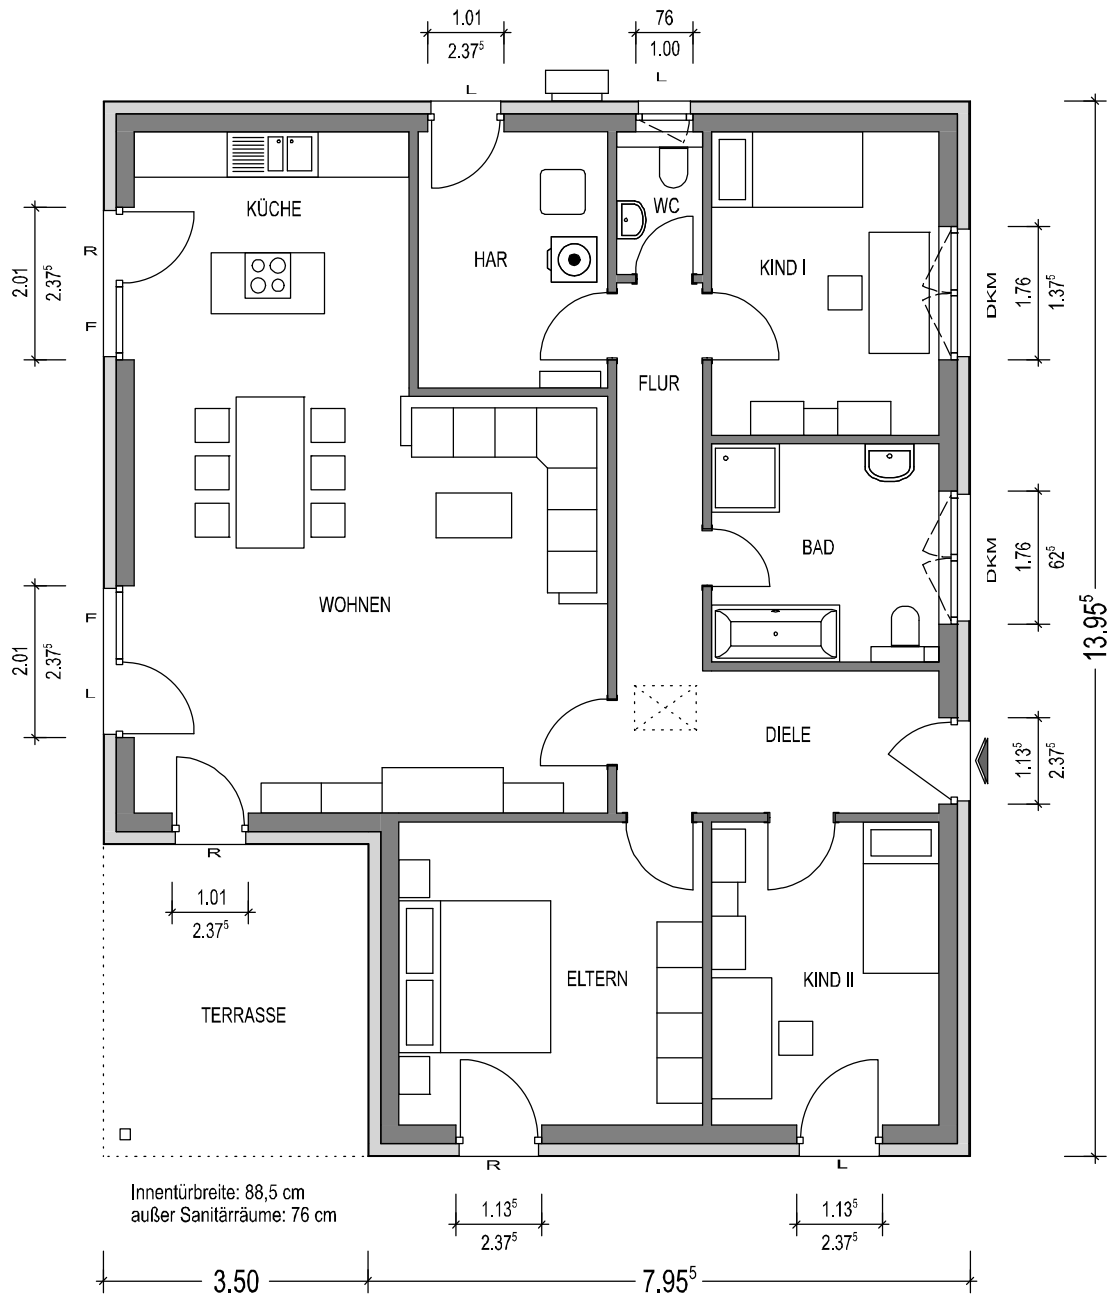 1.01
2.37⁵
L
76
1.00
L
KÜCHE
WC
HAR
KIND I
R
2.01
2.37⁵
F
DKM
1.76
1.37⁵
FLUR
BAD
DKM
1.76
62⁵
WOHNEN
F
2.01
2.37⁵
L
13.95⁵
DIELE
1.13⁵
2.37⁵
R
1.01
2.37⁵
ELTERN
KIND II
TERRASSE
R
L
Innentürbreite: 88,5 cm
außer Sanitärräume: 76 cm
1.13⁵
2.37⁵
1.13⁵
2.37⁵
3.50
7.95⁵